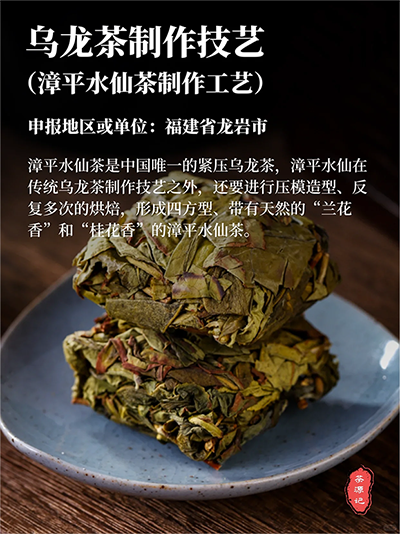 乌龙茶制作技艺
（漳平水仙茶制作工艺）
申报地区或单位：福建省龙岩市
漳平水仙茶是中国唯一的紧压乌龙茶，漳平水仙在
传统乌龙茶制作技艺之外，还要进行压模造型、反
复多次的烘焙，形成四方型、带有天然的“兰花
香”和“桂花香”的漳平水仙茶。
茶源记